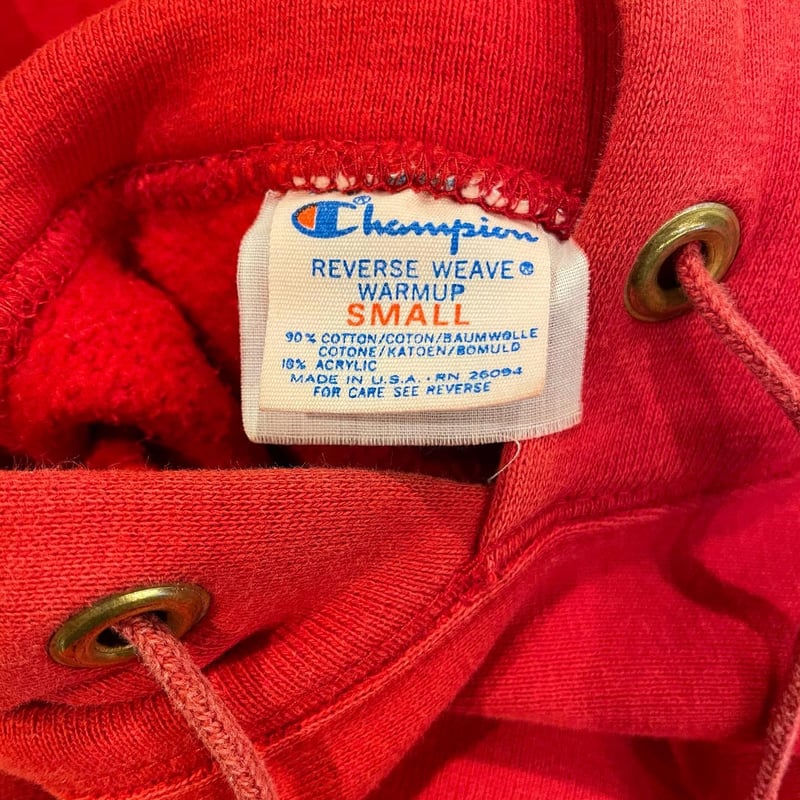 Champion®
REVERSE WEAVE®
WARMUP
SMALL
90% COTTON/COTON/BAUMWOLLE
COTONE/KATOEN/BOMULD
10% ACRYLIC
MADE IN U.S.A. · RN 26094
FOR CARE SEE REVERSE